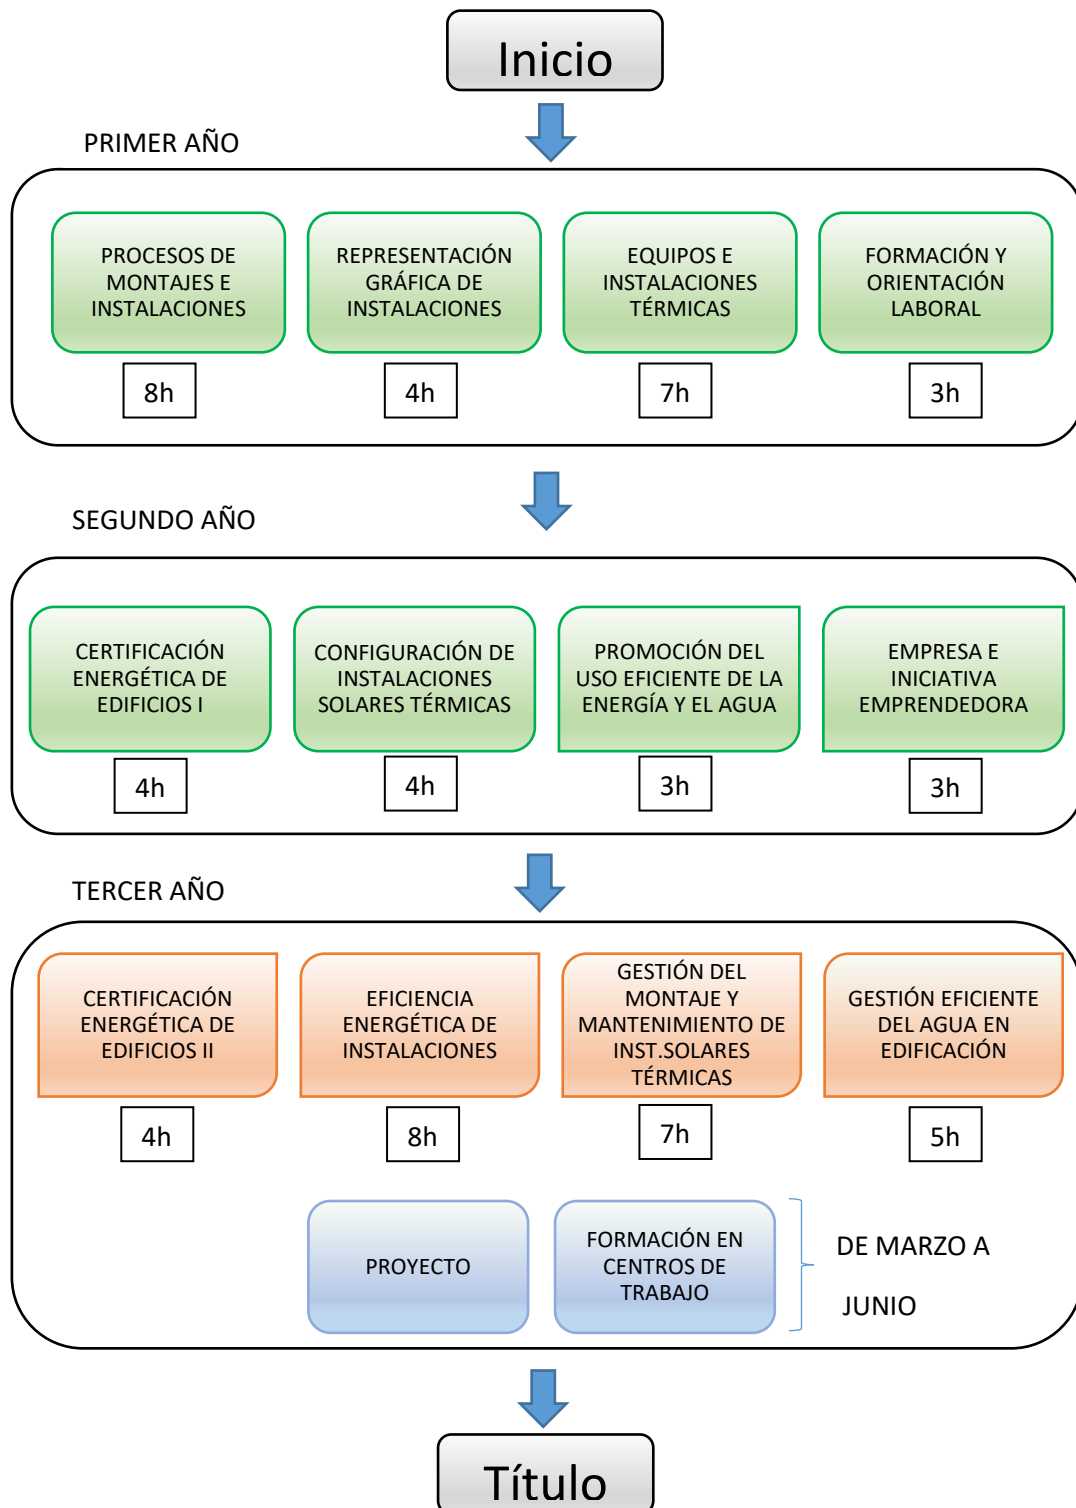 Inicio
PRIMER AÑO
PROCESOS DE
MONTAJES E
INSTALACIONES
8h
REPRESENTACIÓN
GRÁFICA DE
INSTALACIONES
4h
EQUIPOS E
INSTALACIONES
TÉRMICAS
7h
FORMACIÓN Y
ORIENTACIÓN
LABORAL
3h
SEGUNDO AÑO
CERTIFICACIÓN
ENERGÉTICA DE
EDIFICIOS I
4h
CONFIGURACIÓN DE
INSTALACIONES
SOLARES TÉRMICAS
4h
PROMOCIÓN DEL
USO EFICIENTE DE LA
ENERGÍA Y EL AGUA
3h
EMPRESA E
INICIATIVA
EMPRENDEDORA
3h
TERCER AÑO
CERTIFICACIÓN
ENERGÉTICA DE
EDIFICIOS II
4h
EFICIENCIA
ENERGÉTICA DE
INSTALACIONES
8h
GESTIÓN DEL
MONTAJE Y
MANTENIMIENTO DE
INST.SOLARES
TÉRMICAS
7h
GESTIÓN EFICIENTE
DEL AGUA EN
EDIFICACIÓN
5h
PROYECTO
FORMACIÓN EN
CENTROS DE
TRABAJO
DE MARZO A
JUNIO
Título